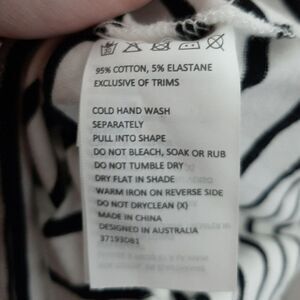 95% COTTON, 5% ELASTANE
EXCLUSIVE OF TRIMS
COLD HAND WASH
SEPARATELY
PULL INTO SHAPE
DO NOT BLEACH, SOAK OR RUB
DO NOT TUMBLE DRY
DRY FLAT IN SHADE
WARM IRON ON REVERSE SIDE
DO NOT DRYCLEAN (X)
MADE IN CHINA
DESIGNED IN AUSTRALIA
37193DB1